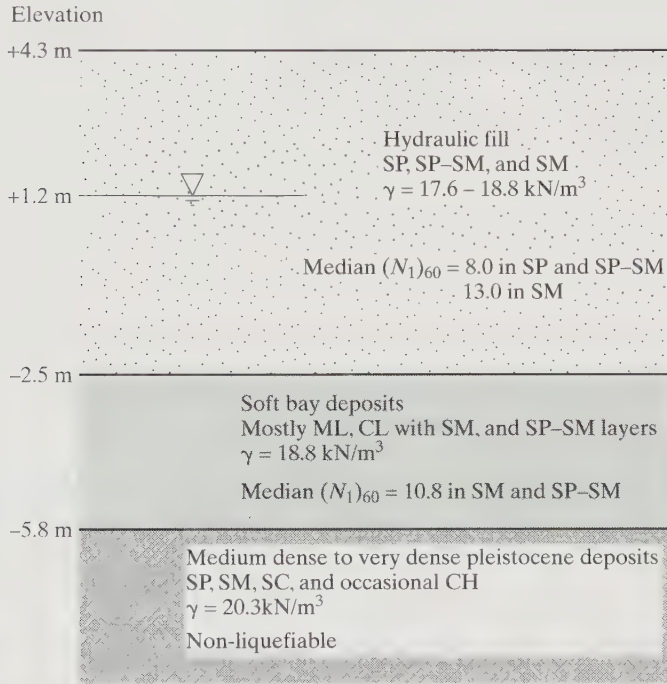 Elevation
+4.3 m
Hydraulic fill
SP, SP–SM, and SM
γ = 17.6 – 18.8 kN/m³
+1.2 m
Median (N₁)₆₀ = 8.0 in SP and SP–SM
13.0 in SM
−2.5 m
Soft bay deposits
Mostly ML, CL with SM, and SP–SM layers
γ = 18.8 kN/m³
Median (N₁)₆₀ = 10.8 in SM and SP–SM
−5.8 m
Medium dense to very dense pleistocene deposits
SP, SM, SC, and occasional CH
γ = 20.3kN/m³
Non-liquefiable